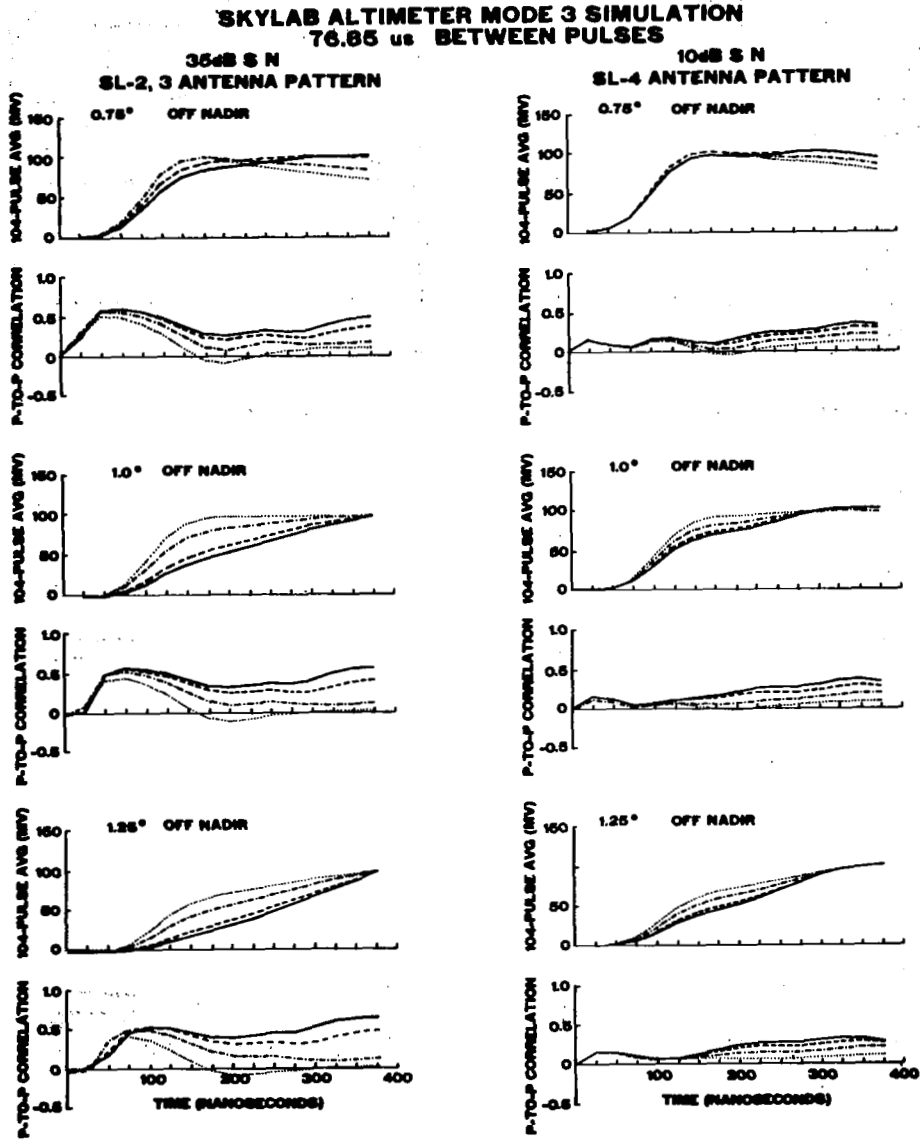 SKYLAB ALTIMETER MODE 3 SIMULATION
76.85 us BETWEEN PULSES
35dB S N
SL-2, 3 ANTENNA PATTERN
10dB S N
SL-4 ANTENNA PATTERN
0.75° OFF NADIR
104-PULSE AVG (MV)
150
100
50
0
P-TO-P CORRELATION
1.0
0.5
0
-0.5
1.0° OFF NADIR
104-PULSE AVG (MV)
150
100
50
0
P-TO-P CORRELATION
1.0
0.5
0
-0.5
1.25° OFF NADIR
104-PULSE AVG (MV)
150
100
50
0
P-TO-P CORRELATION
1.0
0.5
0
-0.5
100 200 300 400
TIME (NANOSECONDS)
0.75° OFF NADIR
104-PULSE AVG (MV)
150
100
50
0
P-TO-P CORRELATION
1.0
0.5
0
-0.5
1.0° OFF NADIR
104-PULSE AVG (MV)
150
100
50
0
P-TO-P CORRELATION
1.0
0.5
0
-0.5
1.25° OFF NADIR
104-PULSE AVG (MV)
150
50
0
P-TO-P CORRELATION
1.0
0.5
0
-0.5
100 200 300 400
TIME (NANOSECONDS)